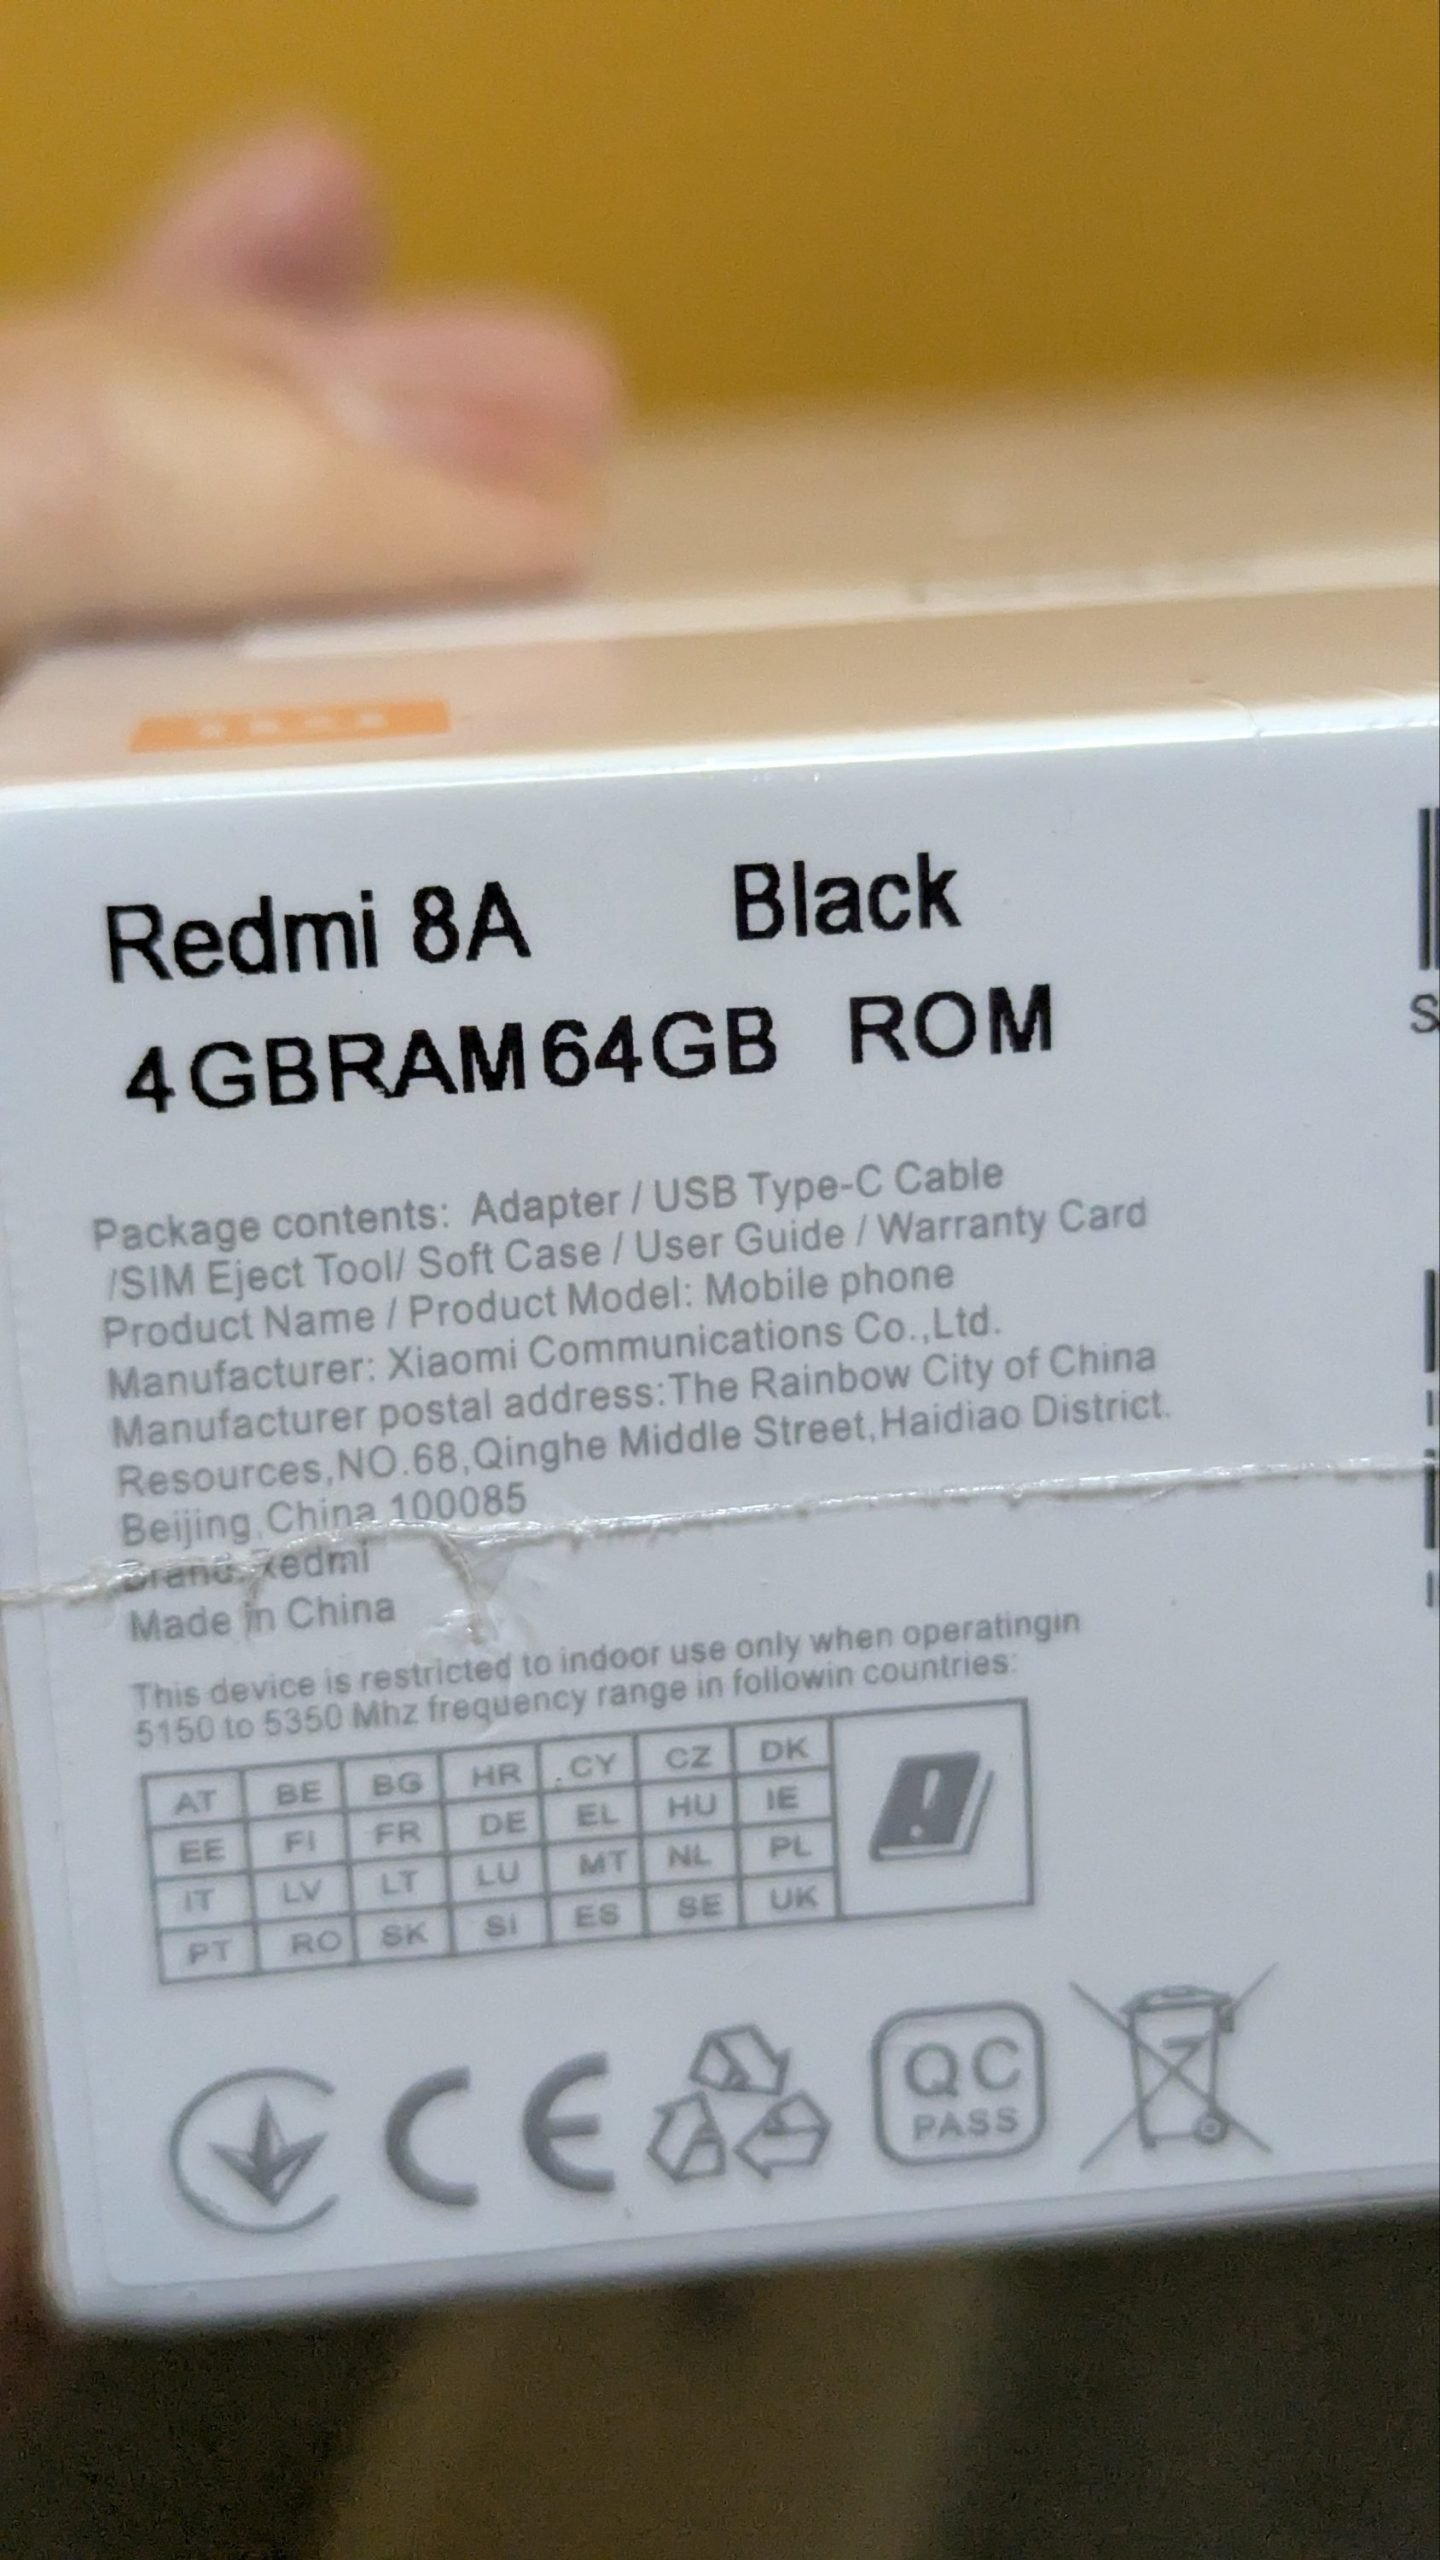 Redmi 8A Black
4GBRAM64GB ROM
Package contents: Adapter / USB Type-C Cable
/SIM Eject Tool/ Soft Case / User Guide / Warranty Card
Product Name / Product Model: Mobile phone
Manufacturer: Xiaomi Communications Co.,Ltd.
Manufacturer postal address:The Rainbow City of China
Resources,NO.68,Qinghe Middle Street,Haidiao District.
Beijing,China 100085
Brand: Redmi
Made in China
This device is restricted to indoor use only when operatingin
5150 to 5350 Mhz frequency range in followin countries:
AT BE BG HR CY CZ DK
EE FI FR DE EL HU IE
IT LV LT LU MT NL PL
PT RO SK SI ES SE UK
CE
QC
PASS